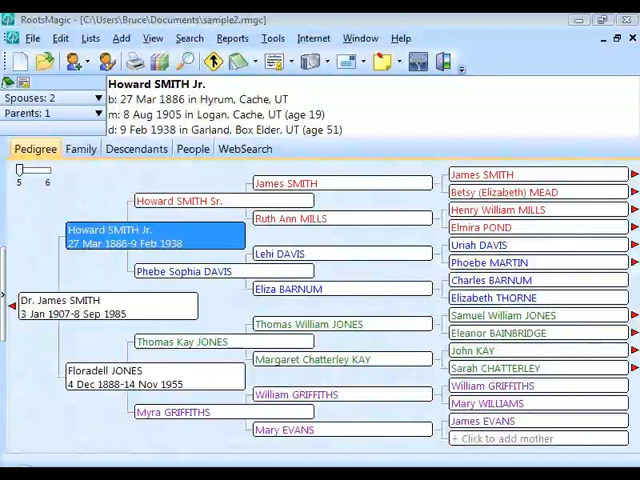 RootsMagic - [C:\Users\Bruce\Documents\sample2.rmgc]
File Edit Lists Add View Search Reports Tools Internet Window Help
Howard SMITH Jr.
Spouses: 2
b: 27 Mar 1886 in Hyrum, Cache, UT
Parents: 1
m: 8 Aug 1905 in Logan, Cache, UT (age 19)
d: 9 Feb 1938 in Garland, Box Elder, UT (age 51)
Pedigree Family Descendants People WebSearch
5 6
Dr. James SMITH
3 Jan 1907-8 Sep 1985
Howard SMITH Jr.
27 Mar 1886-9 Feb 1938
Floradell JONES
4 Dec 1888-14 Nov 1955
Howard SMITH Sr.
Phebe Sophia DAVIS
Thomas Kay JONES
Myra GRIFFITHS
James SMITH
Ruth Ann MILLS
Lehi DAVIS
Eliza BARNUM
Thomas William JONES
Margaret Chatterley KAY
William GRIFFITHS
Mary EVANS
James SMITH
Betsy (Elizabeth) MEAD
Henry William MILLS
Elmira POND
Uriah DAVIS
Phoebe MARTIN
Charles BARNUM
Elizabeth THORNE
Samuel William JONES
Eleanor BAINBRIDGE
John KAY
Sarah CHATTERLEY
William GRIFFITHS
Mary WILLIAMS
James EVANS
+ Click to add mother